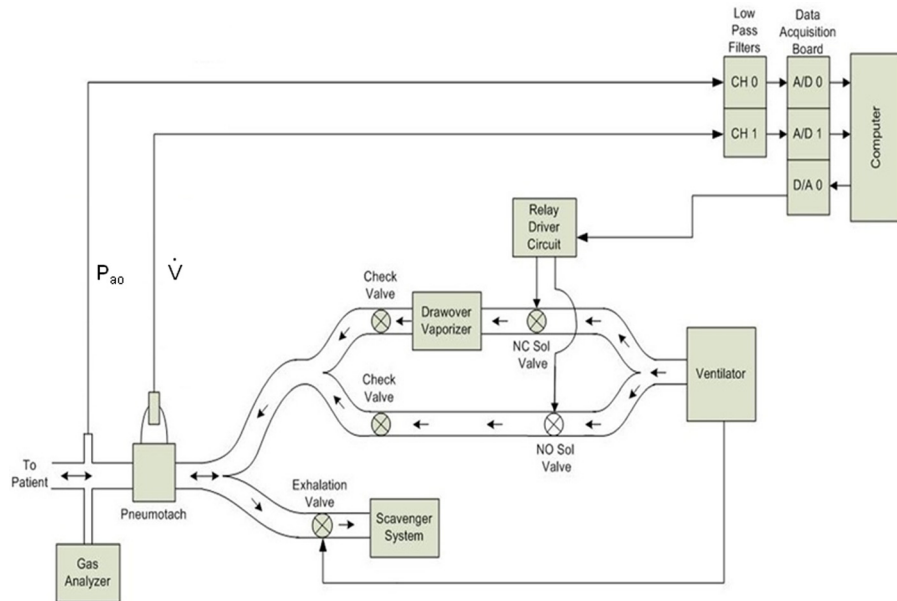 Low
Pass
Filters
Data
Acquisition
Board
CH 0
A/D 0
CH 1
A/D 1
D/A 0
Computer
Relay
Driver
Circuit
Pao
V̇
Check
Valve
Drawover
Vaporizer
NC Sol
Valve
Ventilator
Check
Valve
NO Sol
Valve
To
Patient
Pneumotach
Exhalation
Valve
Scavenger
System
Gas
Analyzer